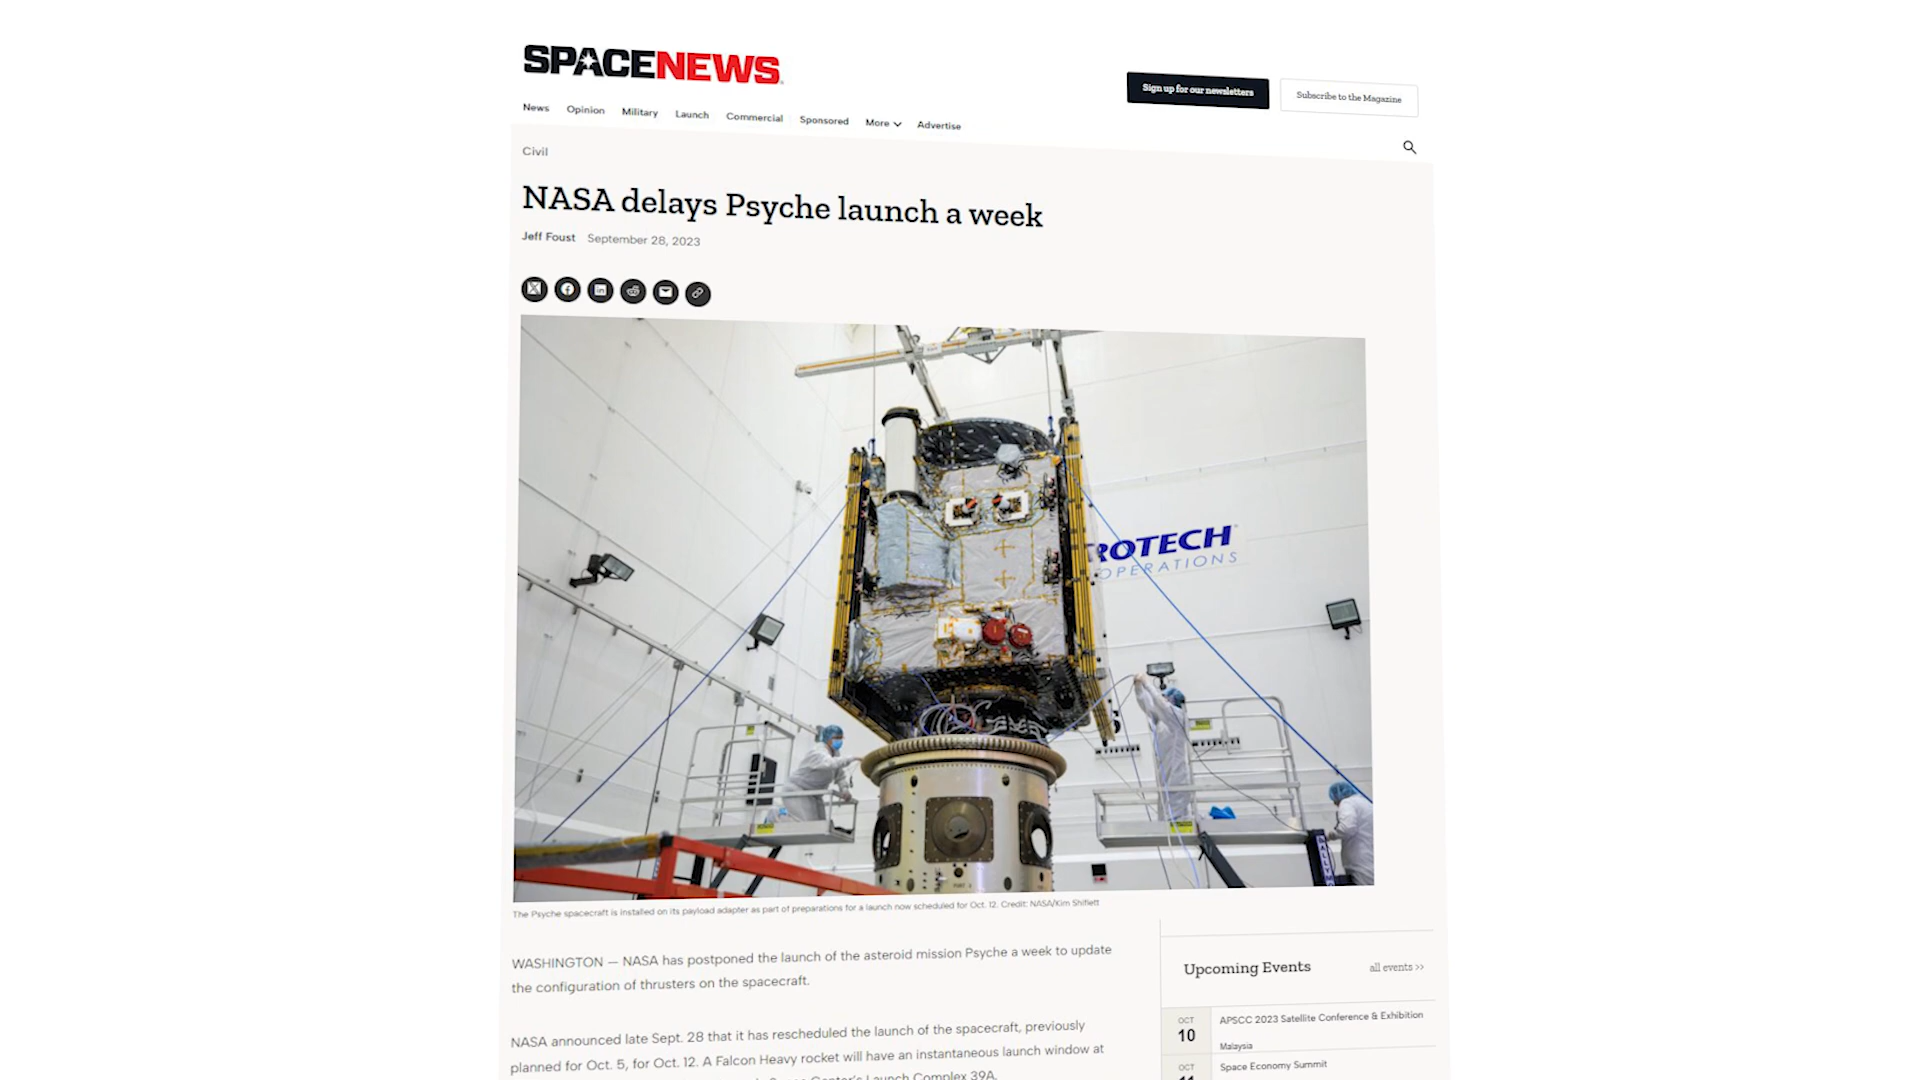 SPACENEWS
Sign up for our newsletters
Subscribe to the Magazine
News Opinion Military Launch Commercial Sponsored More Advertise
Civil
NASA delays Psyche launch a week
Jeff Foust September 28, 2023
ROTECH
OPERATIONS
The Psyche spacecraft is installed on its payload adapter as part of preparations for a launch now scheduled for Oct. 12. Credit: NASA/Kim Shiflett
WASHINGTON — NASA has postponed the launch of the asteroid mission Psyche a week to update
the configuration of thrusters on the spacecraft.
NASA announced late Sept. 28 that it has rescheduled the launch of the spacecraft, previously
planned for Oct. 5, for Oct. 12. A Falcon Heavy rocket will have an instantaneous launch window at
Space Center's Launch Complex 39A.
Upcoming Events
all events >>
OCT
10
APSCC 2023 Satellite Conference & Exhibition
Malaysia
OCT
11
Space Economy Summit